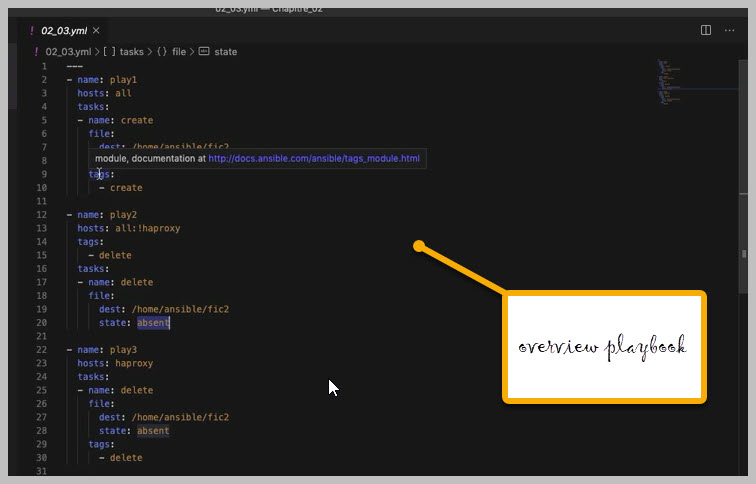 02_03.yml — Chapitre_02
! 02_03.yml ×
! 02_03.yml > [ ] tasks > {} file > state
1 ---
2 - name: play1
3 hosts: all
4 tasks:
5 - name: create
6 file:
7 dest: /home/ansible/fic2
8 module, documentation at http://docs.ansible.com/ansible/tags_module.html
9 tags:
10 - create
11
12 - name: play2
13 hosts: all:!haproxy
14 tags:
15 - delete
16 tasks:
17 - name: delete
18 file:
19 dest: /home/ansible/fic2
20 state: absent
21
22 - name: play3
23 hosts: haproxy
24 tasks:
25 - name: delete
26 file:
27 dest: /home/ansible/fic2
28 state: absent
29 tags:
30 - delete
31
overview playbook